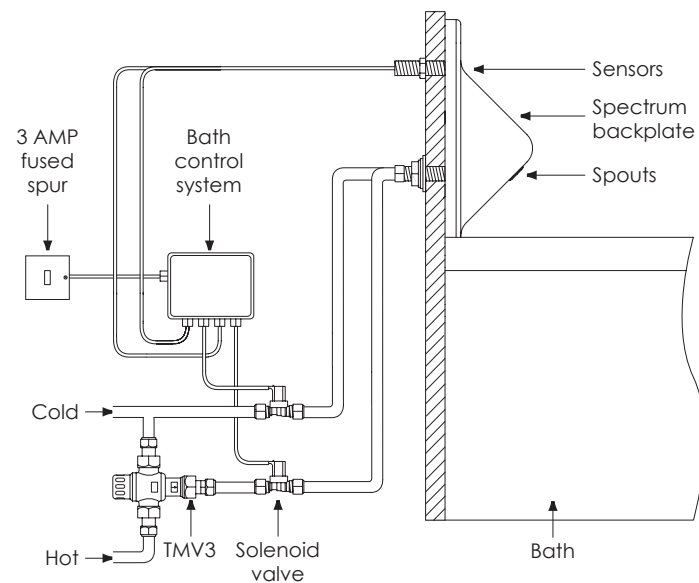 Sensors
Spectrum
backplate
Spouts
3 AMP
fused
spur
Bath
control
system
Cold
Hot
TMV3
Solenoid
valve
Bath